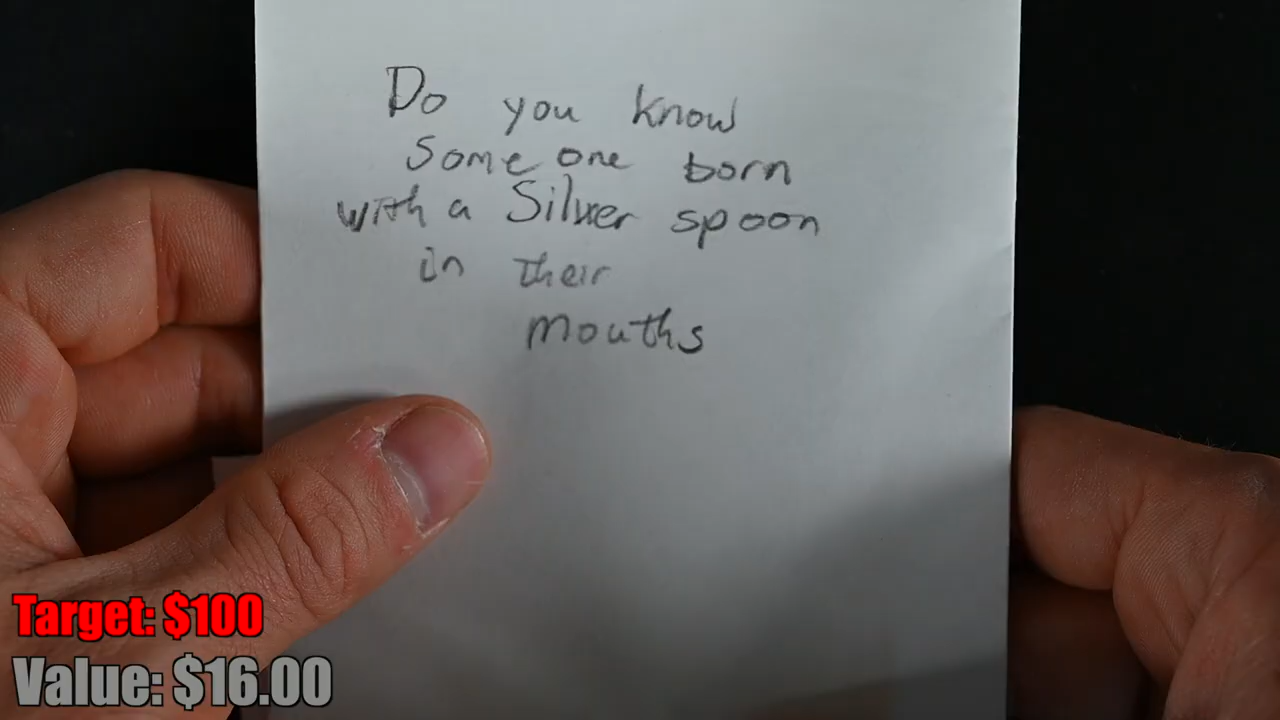 Do you know
Some one born
with a Silver spoon
in their
mouths
Target: $100
Value: $16.00